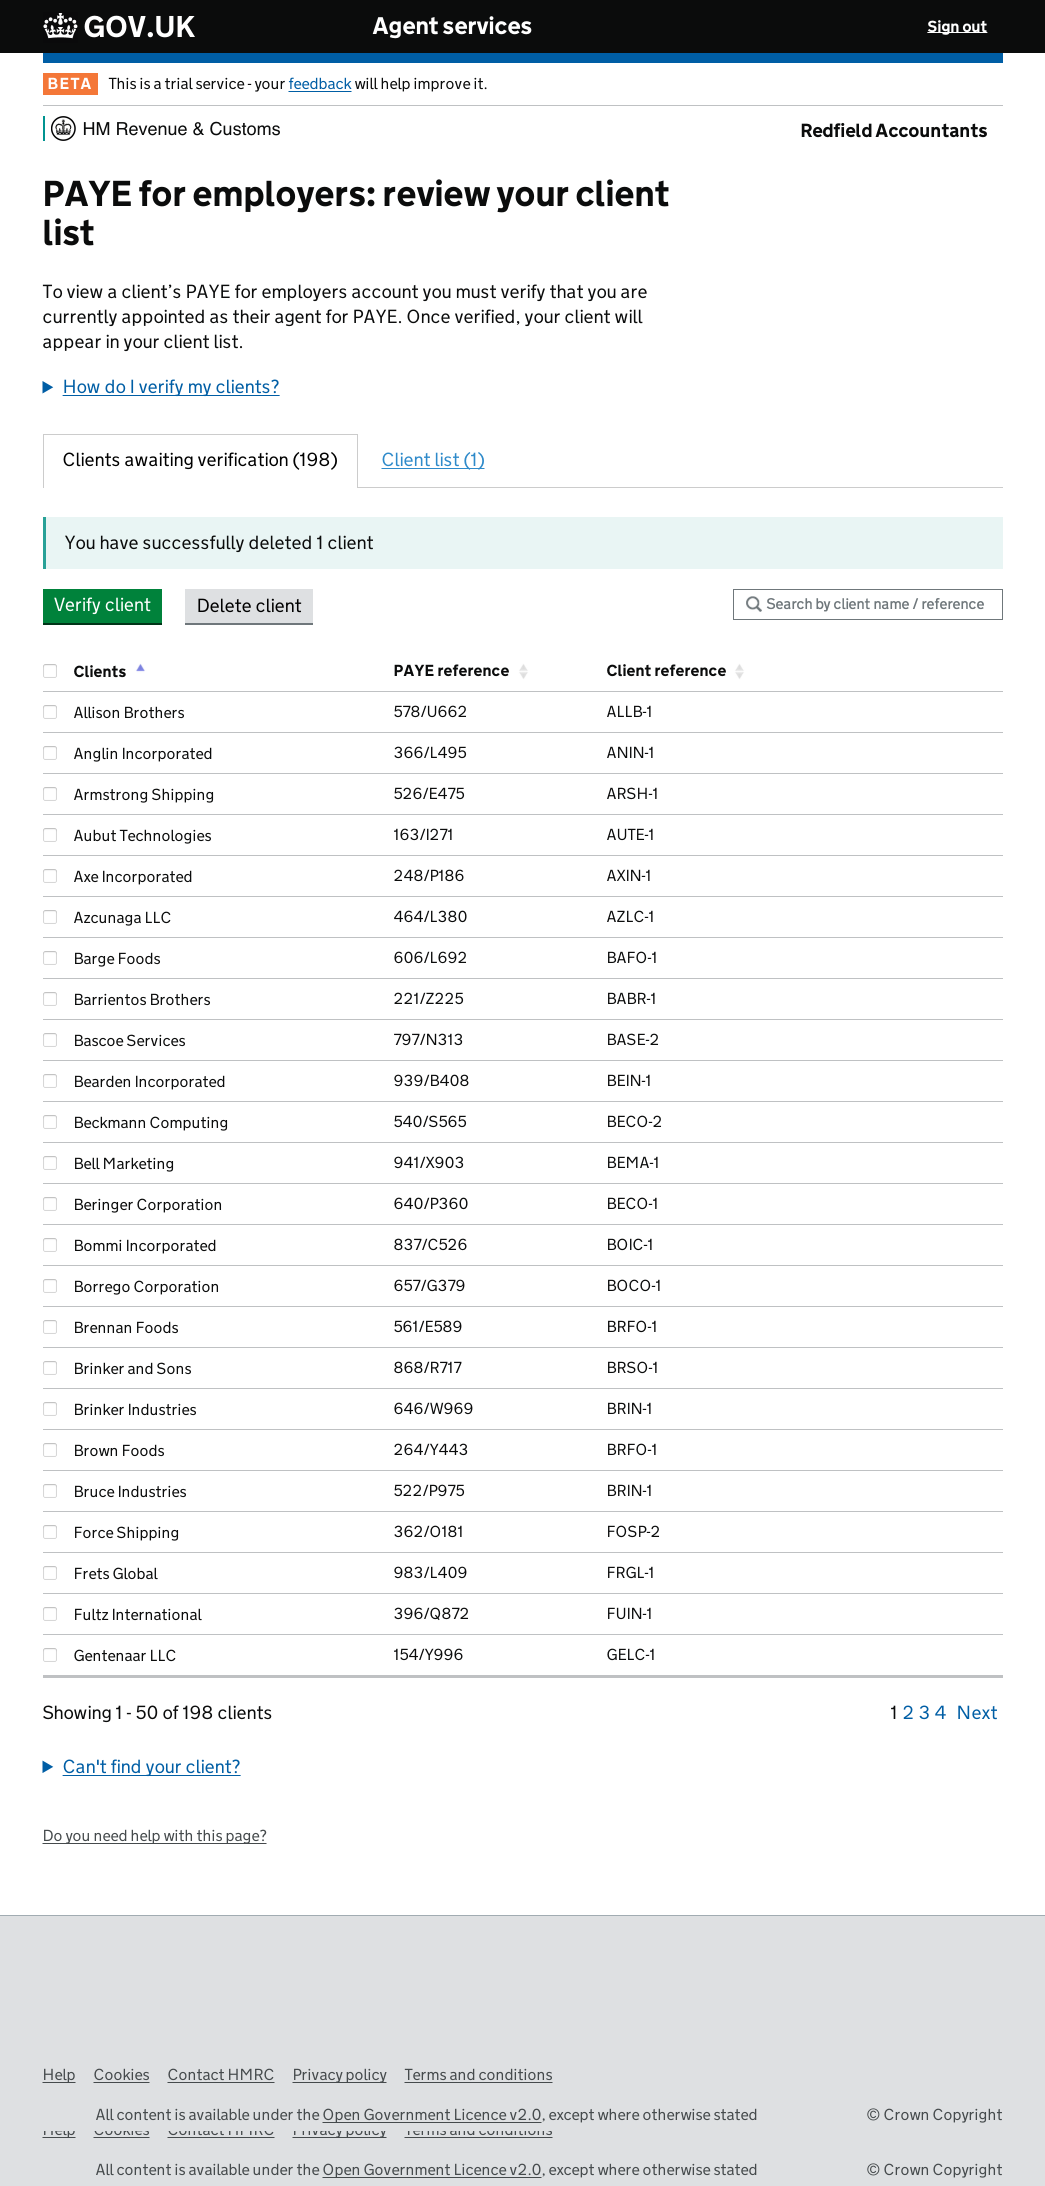 GOV.UK Agent services Sign out
BETA This is a trial service - your feedback will help improve it.
HM Revenue & Customs Redfield Accountants
PAYE for employers: review your client
list
To view a client’s PAYE for employers account you must verify that you are
currently appointed as their agent for PAYE. Once verified, your client will
appear in your client list.
How do I verify my clients?
Clients awaiting verification (198) Client list (1)
You have successfully deleted 1 client
Verify client Delete client Search by client name / reference
Clients PAYE reference Client reference
Allison Brothers 578/U662 ALLB-1
Anglin Incorporated 366/L495 ANIN-1
Armstrong Shipping 526/E475 ARSH-1
Aubut Technologies 163/I271 AUTE-1
Axe Incorporated 248/P186 AXIN-1
Azcunaga LLC 464/L380 AZLC-1
Barge Foods 606/L692 BAFO-1
Barrientos Brothers 221/Z225 BABR-1
Bascoe Services 797/N313 BASE-2
Bearden Incorporated 939/B408 BEIN-1
Beckmann Computing 540/S565 BECO-2
Bell Marketing 941/X903 BEMA-1
Beringer Corporation 640/P360 BECO-1
Bommi Incorporated 837/C526 BOIC-1
Borrego Corporation 657/G379 BOCO-1
Brennan Foods 561/E589 BRFO-1
Brinker and Sons 868/R717 BRSO-1
Brinker Industries 646/W969 BRIN-1
Brown Foods 264/Y443 BRFO-1
Bruce Industries 522/P975 BRIN-1
Force Shipping 362/O181 FOSP-2
Frets Global 983/L409 FRGL-1
Fultz International 396/Q872 FUIN-1
Gentenaar LLC 154/Y996 GELC-1
Showing 1 - 50 of 198 clients 1 2 3 4 Next
Can't find your client?
Do you need help with this page?
Help Cookies Contact HMRC Privacy policy Terms and conditions
All content is available under the Open Government Licence v2.0, except where otherwise stated © Crown Copyright
Help Cookies Contact HMRC Privacy policy Terms and conditions
All content is available under the Open Government Licence v2.0, except where otherwise stated © Crown Copyright